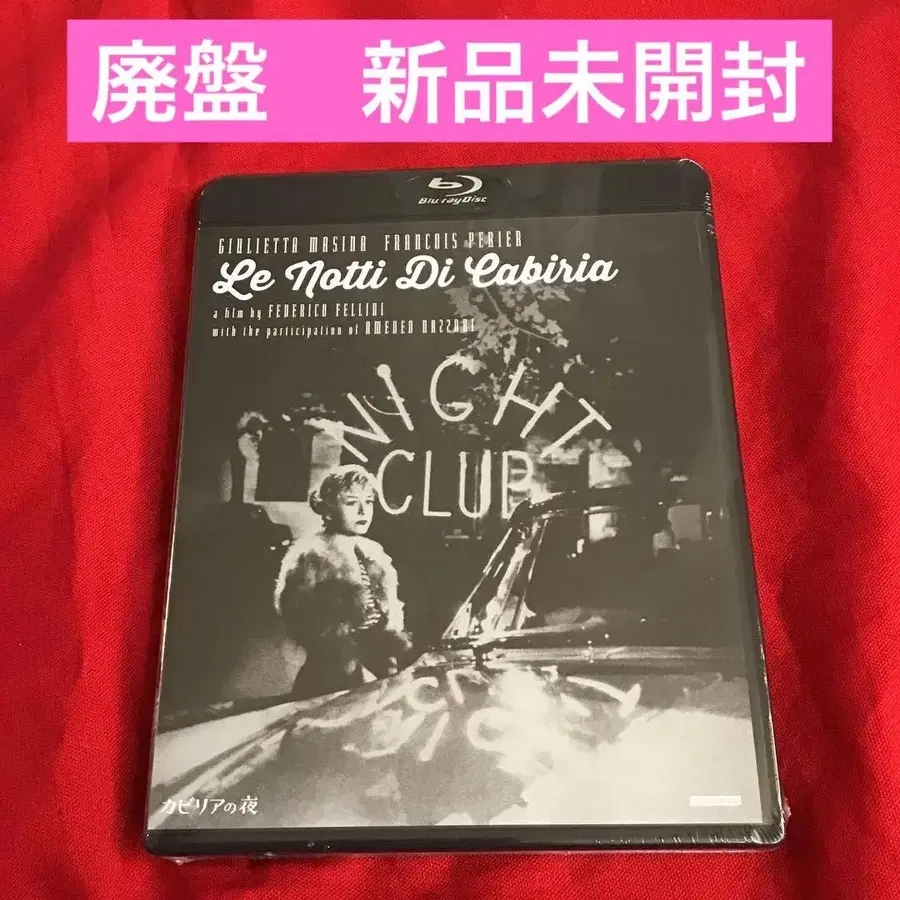 廃盤　新品未開封
Blu-ray Disc
GIULIETTA MASINA FRANCOIS PERIER
Le Notti Di Cabiria
a film by FEDERICO FELLINI
with the participation of AMEDEO NAZZARI
NIGHT
CLUB
カビリアの夜